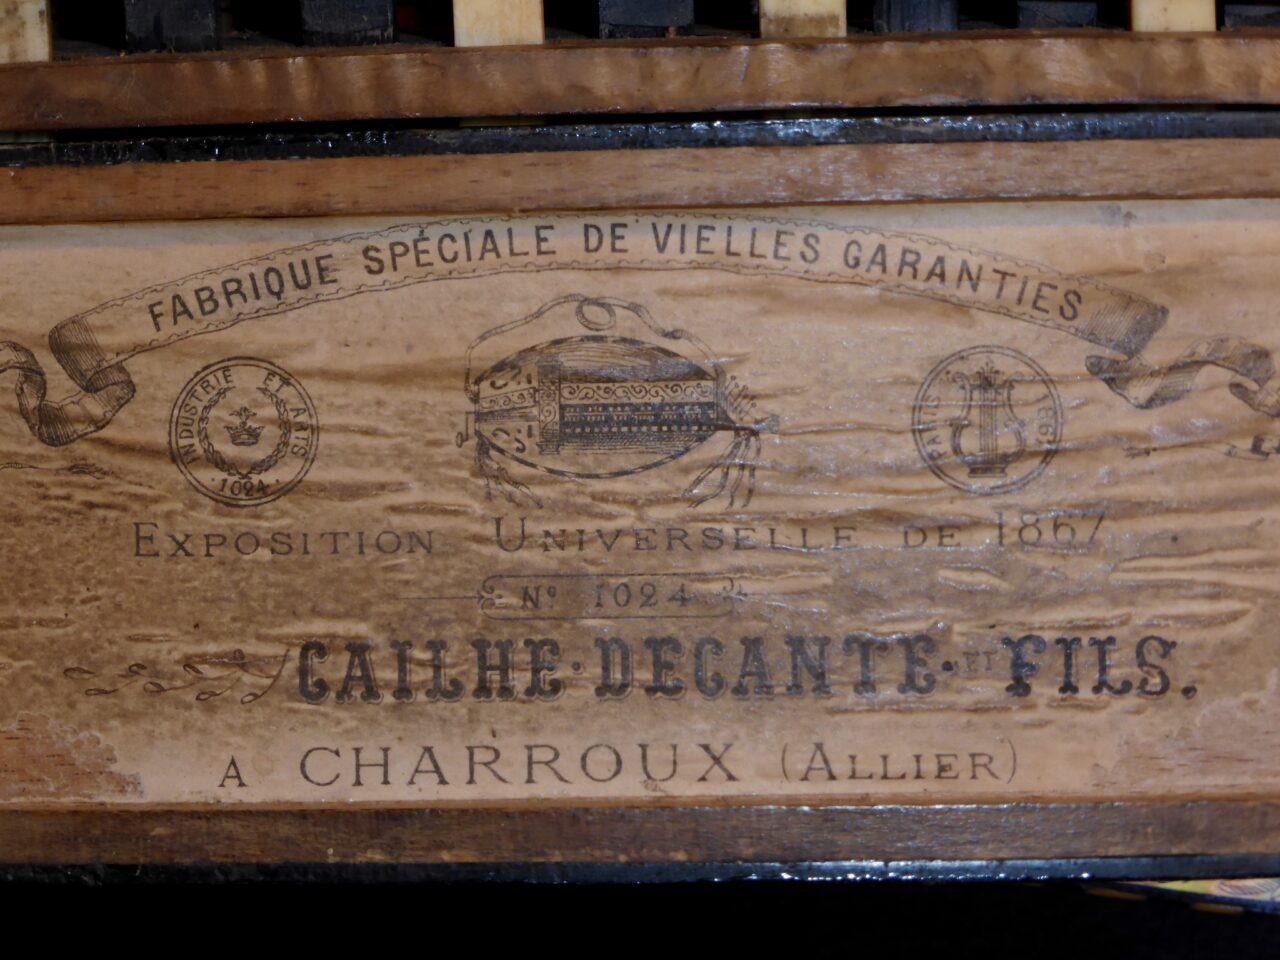 FABRIQUE SPÉCIALE DE VIELLES GARANTIES
INDUSTRIE ET ARTS
1024
PARIS
EXPOSITION UNIVERSELLE DE 1867
Nº 1024
CAILHE-DECANTE ET FILS.
A CHARROUX (ALLIER)